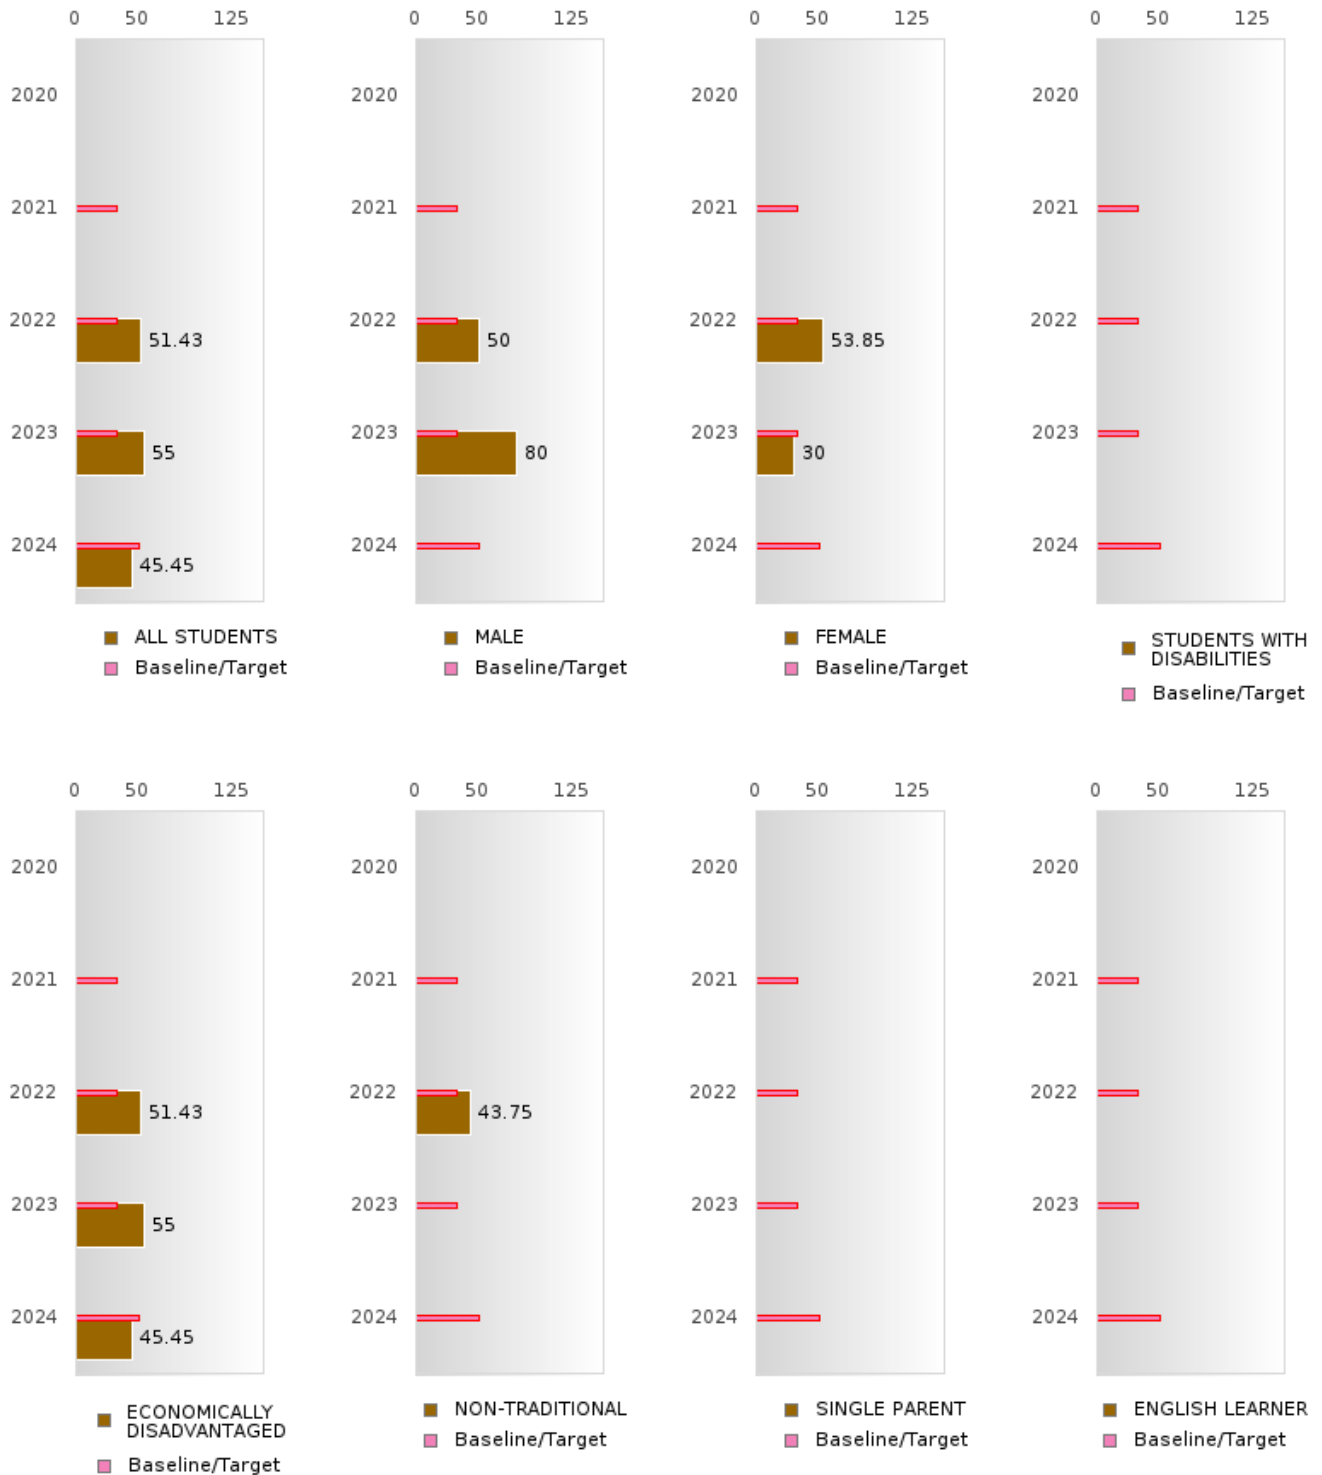 0 50 125
2020
2021
2022
51.43
2023
55
2024
45.45
ALL STUDENTS
Baseline/Target
0 50 125
2020
2021
2022
50
2023
80
2024
MALE
Baseline/Target
0 50 125
2020
2021
2022
53.85
2023
30
2024
FEMALE
Baseline/Target
0 50 125
2020
2021
2022
2023
2024
STUDENTS WITH
DISABILITIES
Baseline/Target
0 50 125
2020
2021
2022
51.43
2023
55
2024
45.45
ECONOMICALLY
DISADVANTAGED
Baseline/Target
0 50 125
2020
2021
2022
43.75
2023
2024
NON-TRADITIONAL
Baseline/Target
0 50 125
2020
2021
2022
2023
2024
SINGLE PARENT
Baseline/Target
0 50 125
2020
2021
2022
2023
2024
ENGLISH LEARNER
Baseline/Target